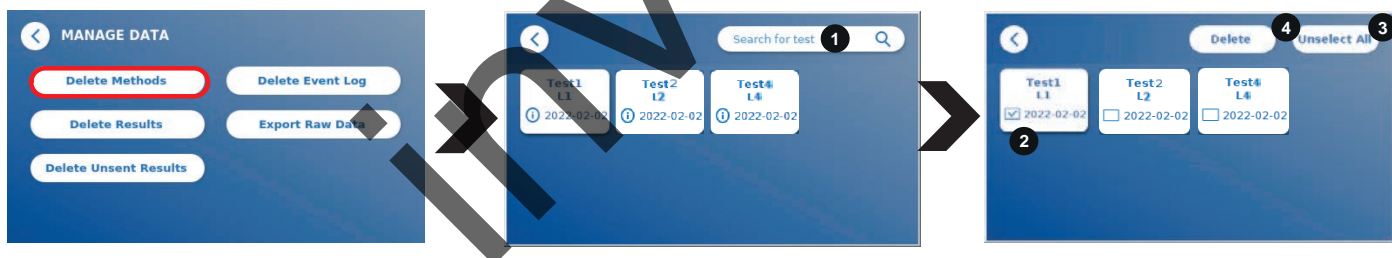 MANAGE DATA
Delete Methods
Delete Event Log
Delete Results
Export Raw Data
Delete Unsent Results
Search for test 1
Test1
L1
2022-02-02
Test2
L2
2022-02-02
Test4
L4
2022-02-02
Delete 4
Unselect All 3
Test1
L1
2022-02-02
2
Test2
L2
2022-02-02
Test4
L4
2022-02-02